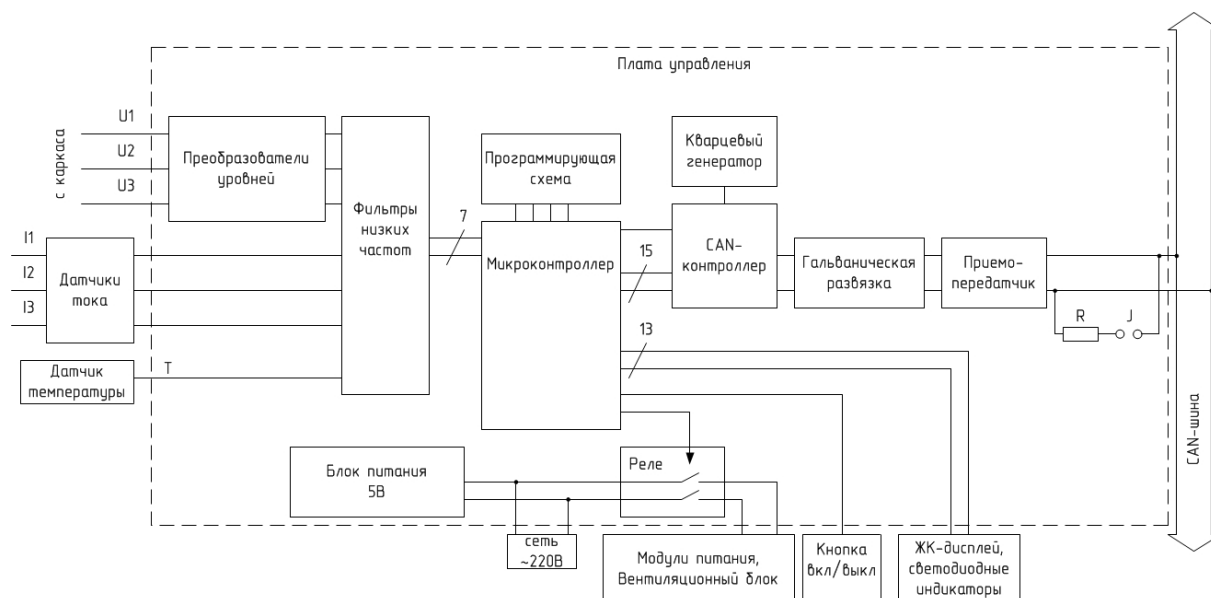 Плата управления
с каркаса
U1
U2
U3
Преобразователи
уровней
Фильтры
низких
частот
I1
I2
I3
Датчики
тока
Датчик
температуры
T
7
Программирующая
схема
Микроконтроллер
Кварцевый
генератор
15
CAN-
контроллер
Гальваническая
развязка
Приемо-
передатчик
R
J
13
CAN-шина
Блок питания
5В
Реле
сеть
~220В
Модули питания,
Вентиляционный блок
Кнопка
вкл/выкл
ЖК-дисплей,
светодиодные
индикаторы